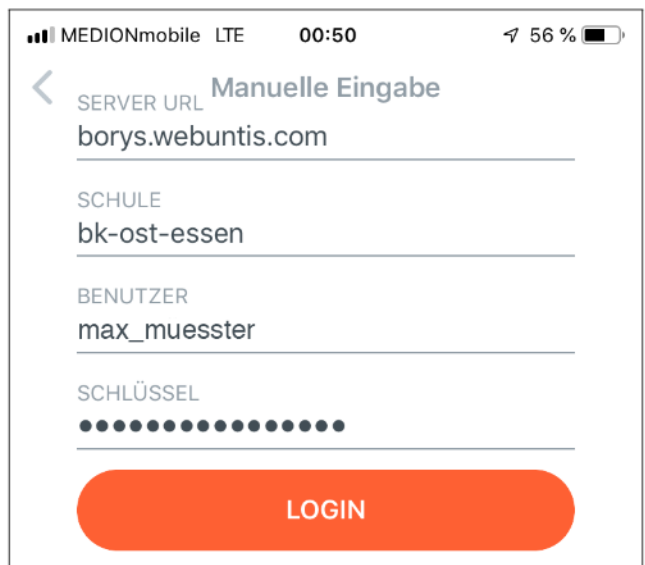 MEDIONmobile LTE 00:50 56 %
Manuelle Eingabe
SERVER URL
borys.webuntis.com
SCHULE
bk-ost-essen
BENUTZER
max_muesster
SCHLÜSSEL
••••••••••••••••
LOGIN